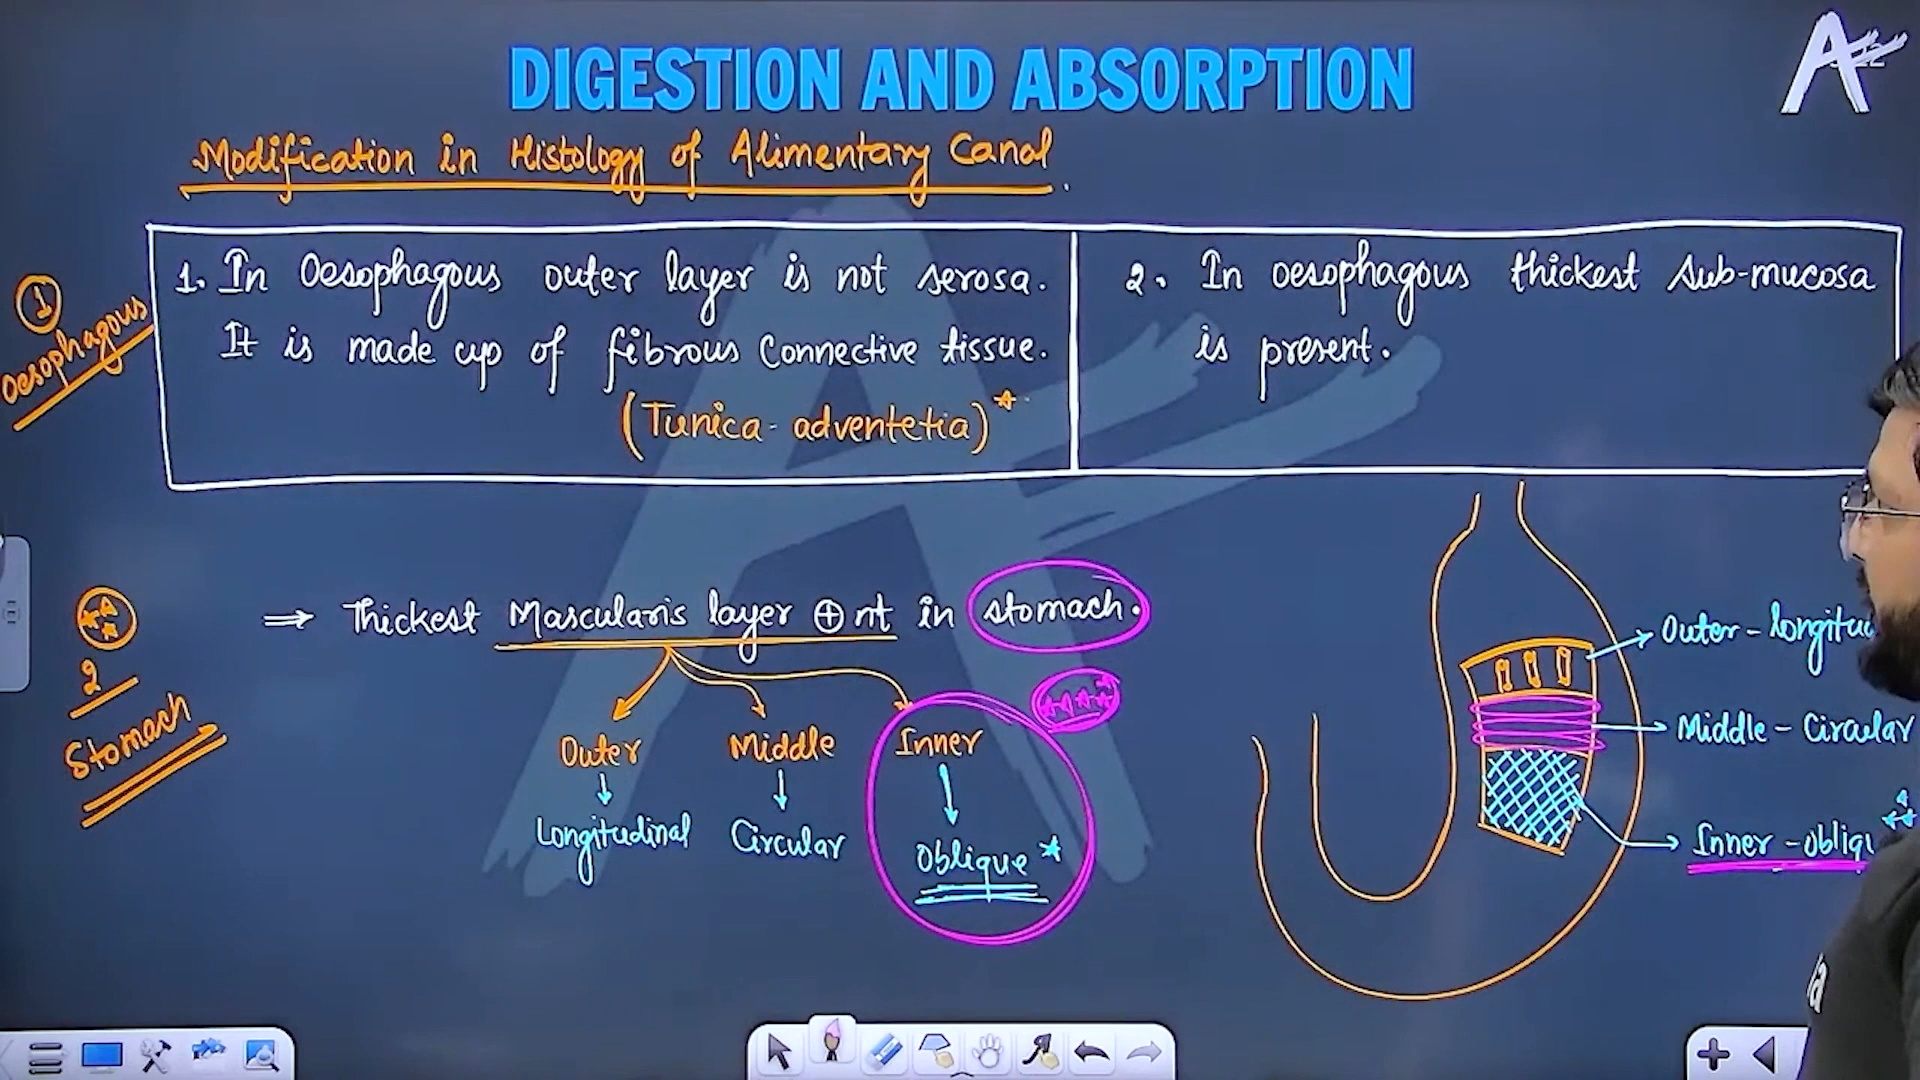 DIGESTION AND ABSORPTION
Modification in Histology of Alimentary Canal.
1
Oesophagous
1. In Oesophagous outer layer is not serosa.
It is made up of fibrous Connective tissue.
(Tunica-adventetia)
2. In oesophagous thickest Sub-mucosa
is present.
2
Stomach
⇒ Thickest Mascularis layer ⊕nt in stomach.
Outer Middle Inner
Longitudinal Circular Oblique
Outer-longitud
Middle-Circular
Inner-obliq